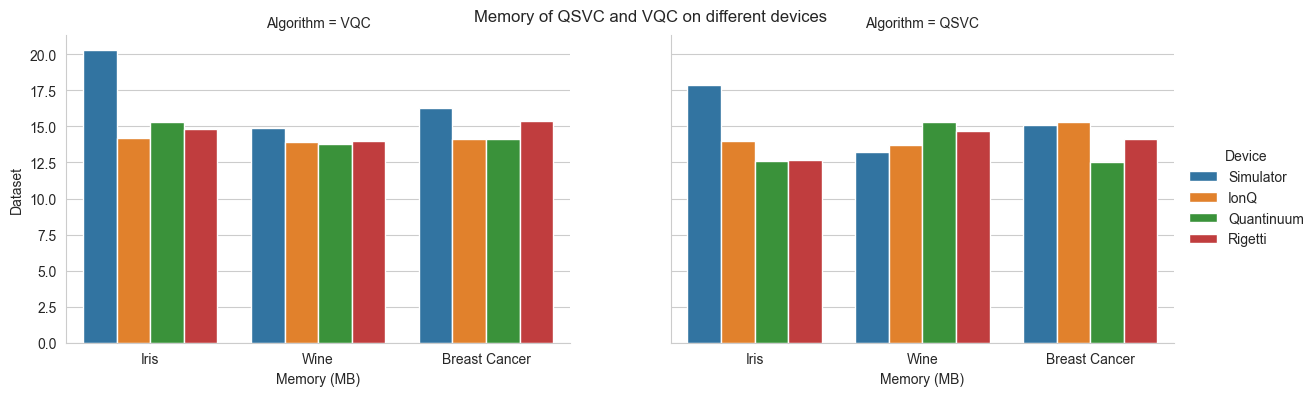 Memory of QSVC and VQC on different devices
Algorithm = VQC
Algorithm = QSVC
Dataset
20.0
17.5
15.0
12.5
10.0
7.5
5.0
2.5
0.0
Iris Wine Breast Cancer
Memory (MB)
Iris Wine Breast Cancer
Memory (MB)
Device
Simulator
IonQ
Quantinuum
Rigetti